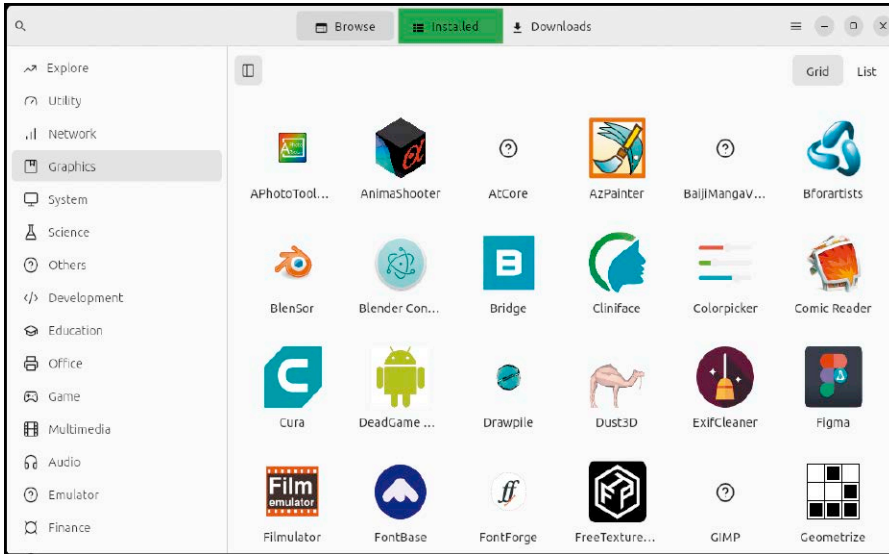 Browse Installed Downloads
Explore
Utility
Network
Graphics
System
Science
Others
Development
Education
Office
Game
Multimedia
Audio
Emulator
Finance
Grid List
APhotoTool... AnimaShooter AtCore AzPainter BaijiMangaV... Bforartists
BlenSor Blender Con... Bridge Cliniface Colorpicker Comic Reader
Cura DeadGame ... Drawpile Dust3D ExifCleaner Figma
Film
emulator
Filmulator FontBase FontForge FreeTexture... GIMP Geometrize